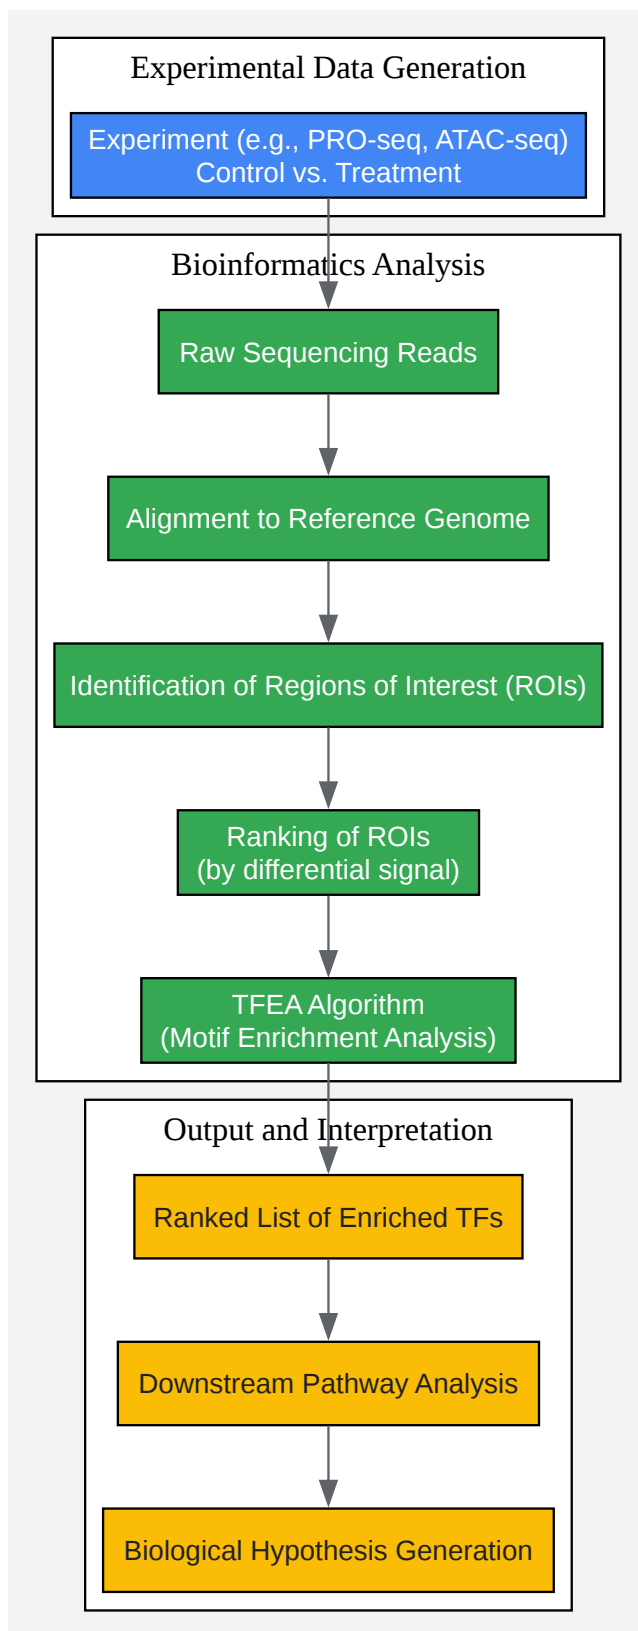 Experimental Data Generation
Experiment (e.g., PRO-seq, ATAC-seq)
Control vs. Treatment
Bioinformatics Analysis
Raw Sequencing Reads
Alignment to Reference Genome
Identification of Regions of Interest (ROIs)
Ranking of ROIs
(by differential signal)
TFEA Algorithm
(Motif Enrichment Analysis)
Output and Interpretation
Ranked List of Enriched TFs
Downstream Pathway Analysis
Biological Hypothesis Generation